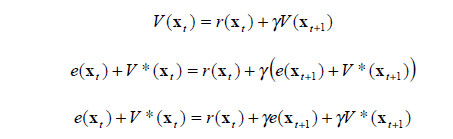 V(x_t) = r(x_t) + γV(x_{t+1})
e(x_t) + V*(x_t) = r(x_t) + γ(e(x_{t+1}) + V*(x_{t+1}))
e(x_t) + V*(x_t) = r(x_t) + γe(x_{t+1}) + γV*(x_{t+1})